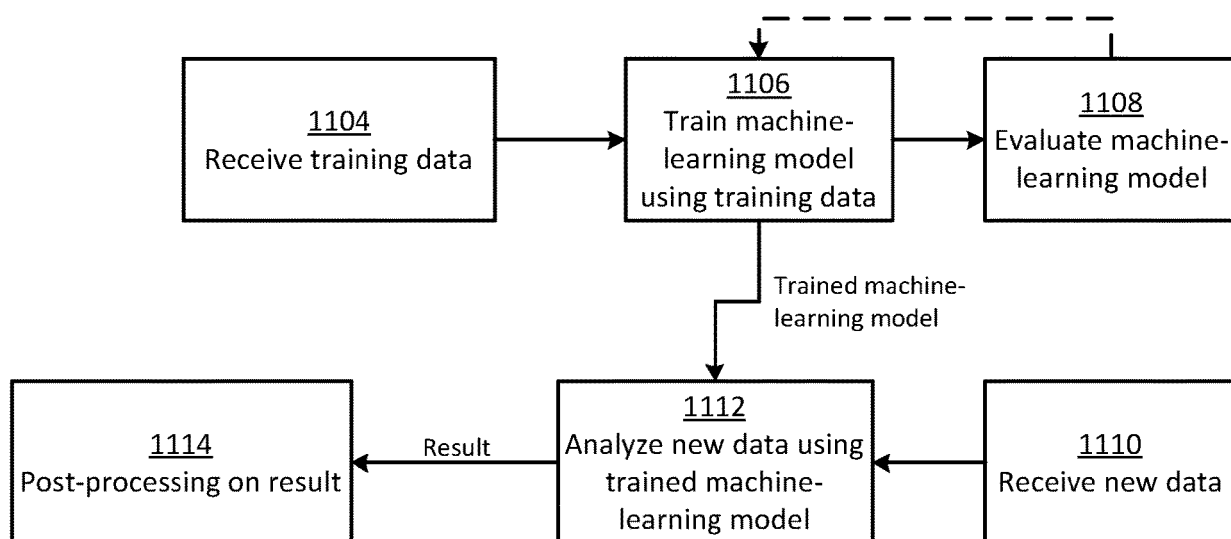 1104
Receive training data
1106
Train machine-
learning model
using training data
1108
Evaluate machine-
learning model
Trained machine-
learning model
1114
Post-processing on result
Result
1112
Analyze new data using
trained machine-
learning model
1110
Receive new data